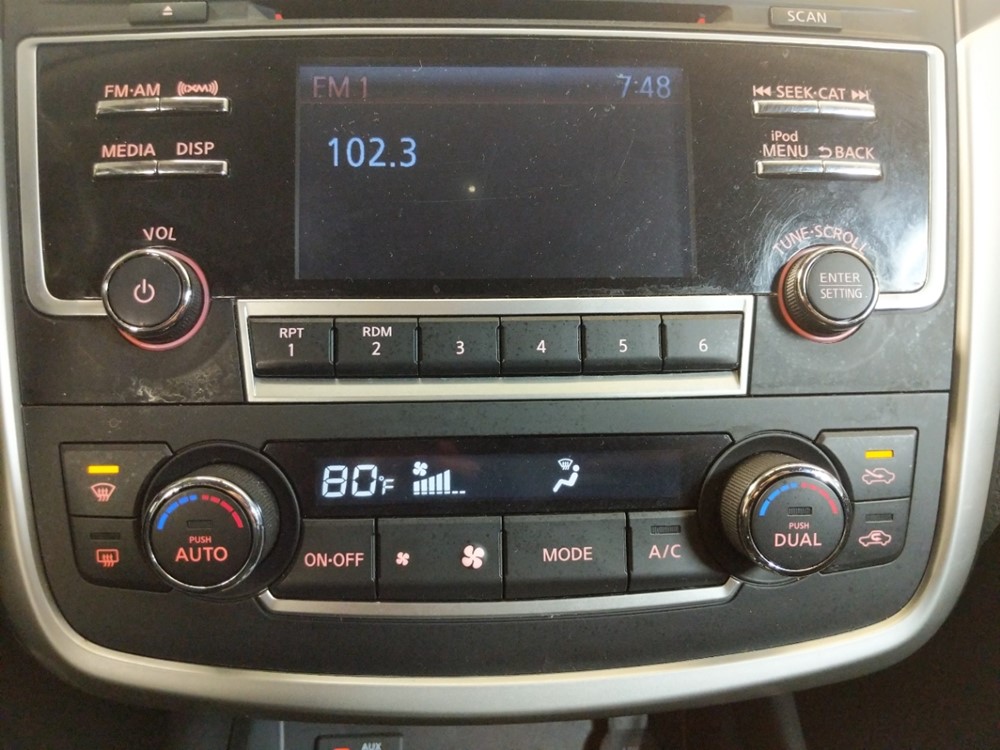 SCAN
FM·AM
((XM))
FM 1
7:48
SEEK·CAT
102.3
MEDIA
DISP
iPod
MENU
BACK
VOL
TUNE·SCROLL
ENTER
SETTING
RPT
1
RDM
2
3
4
5
6
80°F
PUSH
AUTO
PUSH
DUAL
ON·OFF
MODE
A/C
AUX